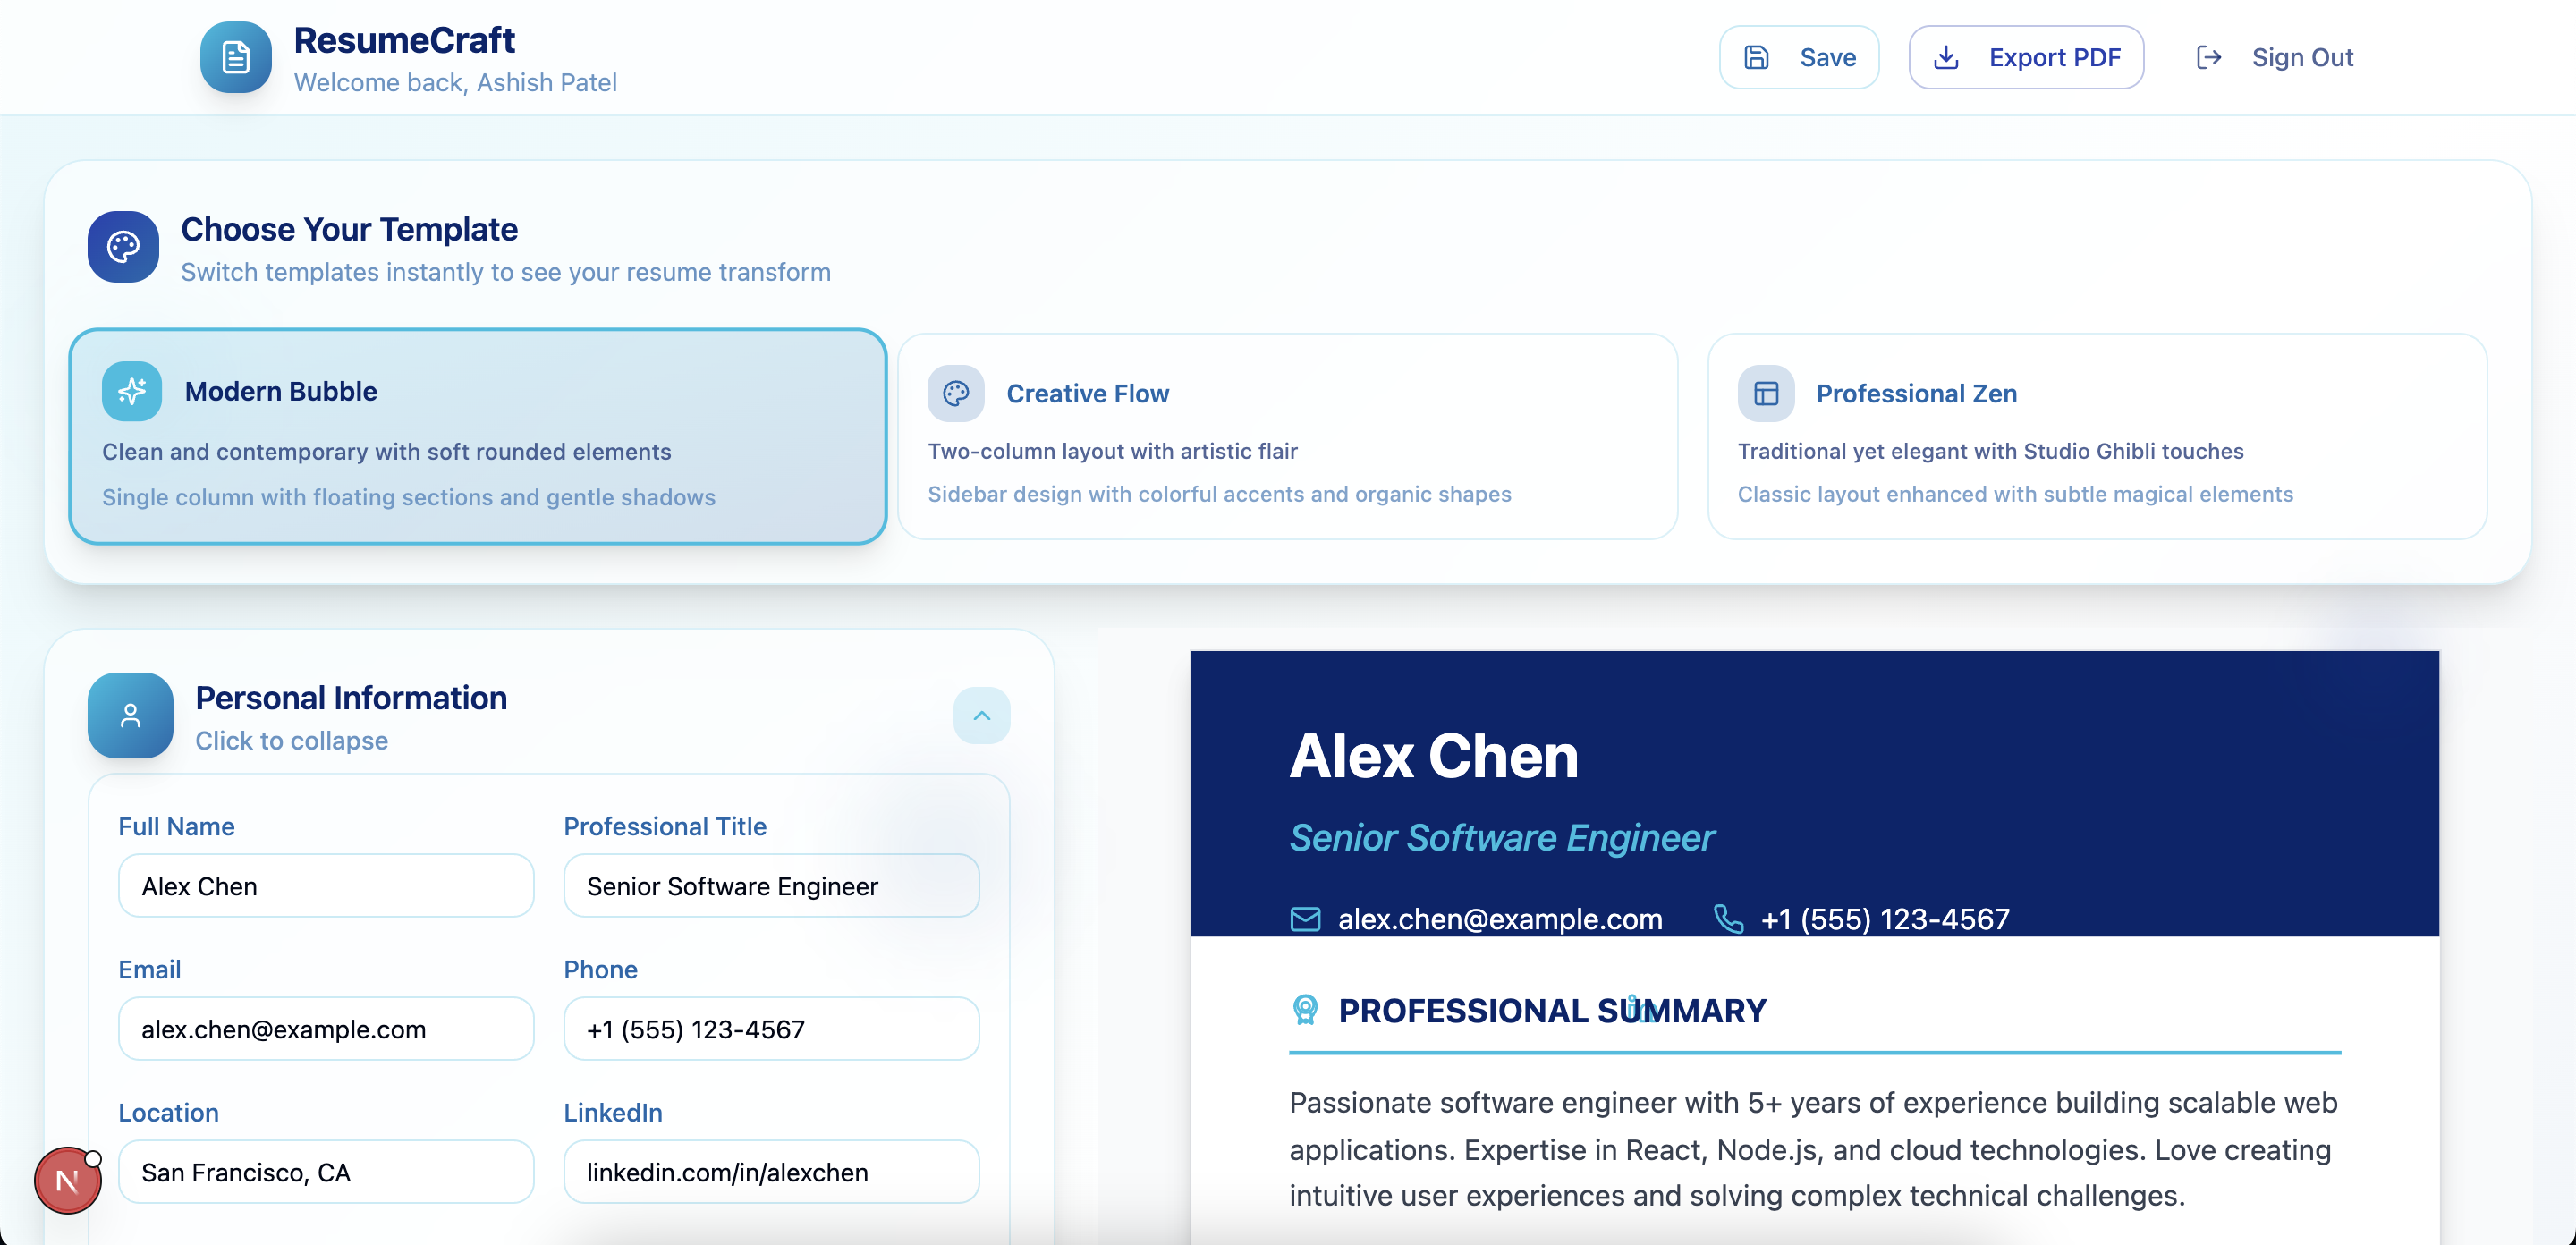 ResumeCraft
Welcome back, Ashish Patel
Save
Export PDF
Sign Out
Choose Your Template
Switch templates instantly to see your resume transform
Modern Bubble
Clean and contemporary with soft rounded elements
Single column with floating sections and gentle shadows
Creative Flow
Two-column layout with artistic flair
Sidebar design with colorful accents and organic shapes
Professional Zen
Traditional yet elegant with Studio Ghibli touches
Classic layout enhanced with subtle magical elements
Personal Information
Click to collapse
Full Name
Alex Chen
Professional Title
Senior Software Engineer
Email
alex.chen@example.com
Phone
+1 (555) 123-4567
Location
San Francisco, CA
LinkedIn
linkedin.com/in/alexchen
N
Alex Chen
Senior Software Engineer
alex.chen@example.com
+1 (555) 123-4567
PROFESSIONAL SUMMARY
Passionate software engineer with 5+ years of experience building scalable web
applications. Expertise in React, Node.js, and cloud technologies. Love creating
intuitive user experiences and solving complex technical challenges.